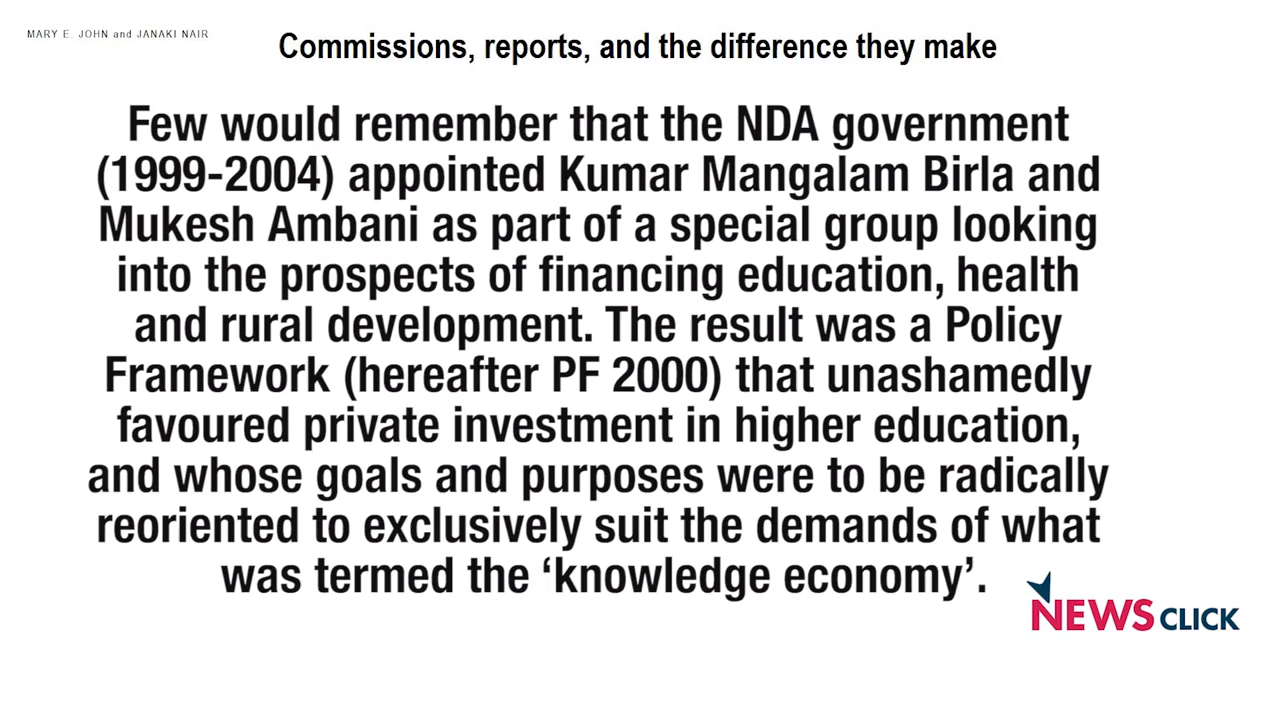 MARY E. JOHN and JANAKI NAIR
Commissions, reports, and the difference they make
Few would remember that the NDA government
(1999-2004) appointed Kumar Mangalam Birla and
Mukesh Ambani as part of a special group looking
into the prospects of financing education, health
and rural development. The result was a Policy
Framework (hereafter PF 2000) that unashamedly
favoured private investment in higher education,
and whose goals and purposes were to be radically
reoriented to exclusively suit the demands of what
was termed the ‘knowledge economy’.
NEWSCLICK